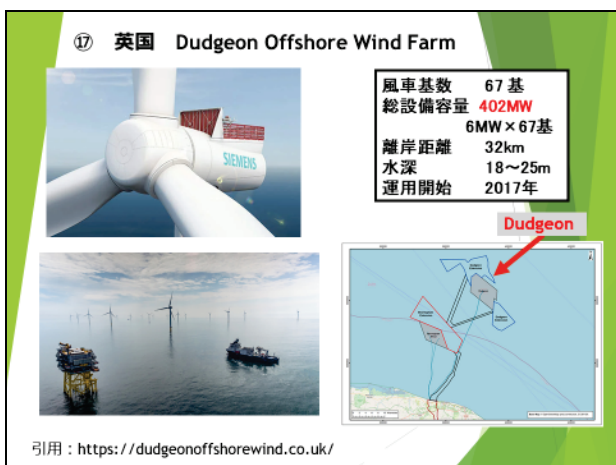 ⑰ 英国 Dudgeon Offshore Wind Farm
SIEMENS
風車基数 67 基
総設備容量 402MW
6MW×67基
離岸距離 32km
水深 18～25m
運用開始 2017年
Dudgeon
引用：https://dudgeonoffshorewind.co.uk/